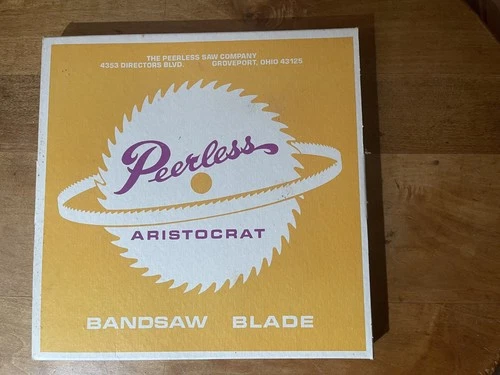 THE PEERLESS SAW COMPANY
4353 DIRECTORS BLVD. GROVEPORT, OHIO 43125
Peerless
ARISTOCRAT
BANDSAW BLADE